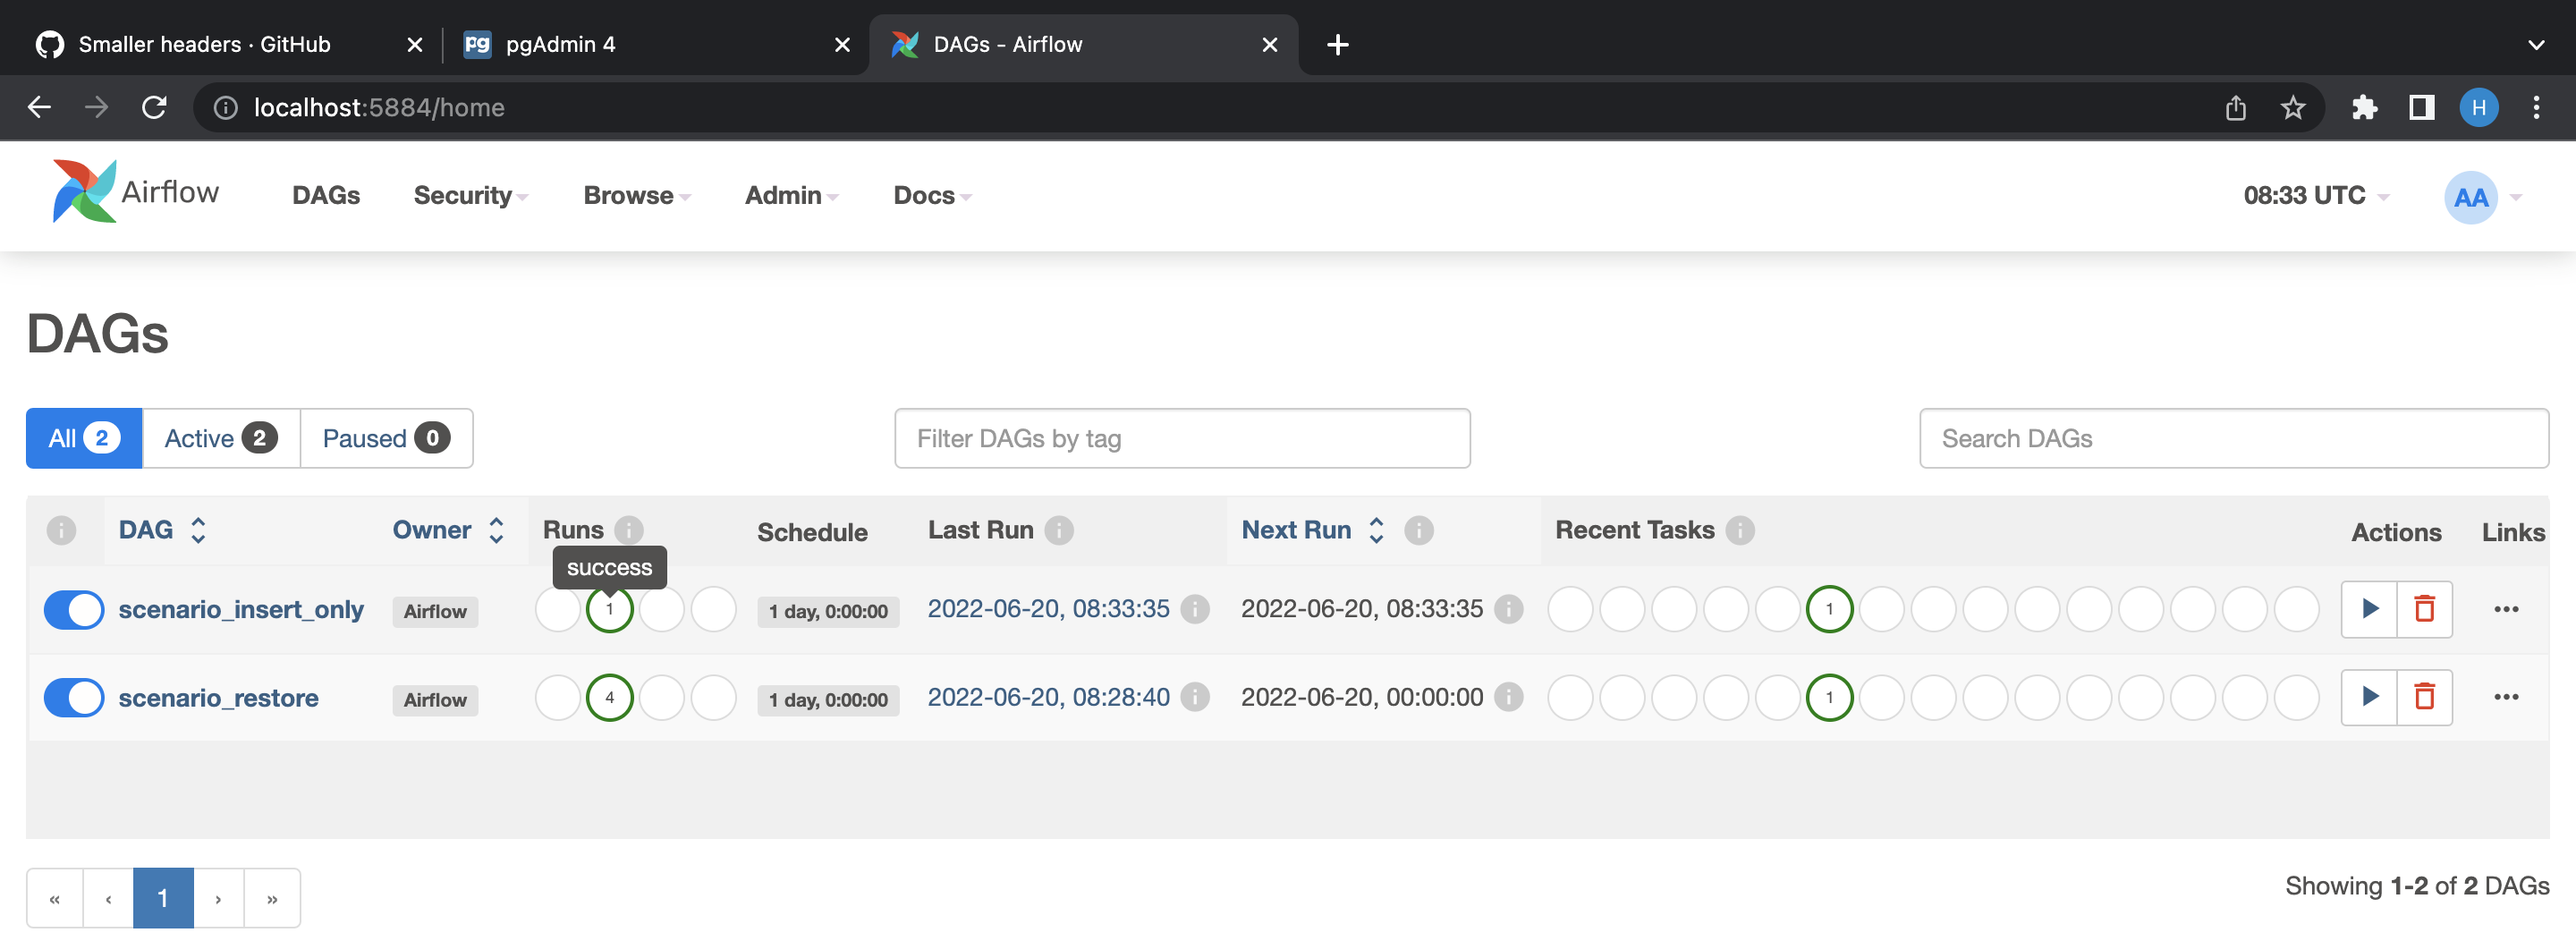 Smaller headers · GitHub
pgAdmin 4
DAGs - Airflow
localhost:5884/home
H
Airflow
DAGs
Security
Browse
Admin
Docs
08:33 UTC
AA
DAGs
All 2
Active 2
Paused 0
Filter DAGs by tag
Search DAGs
DAG
Owner
Runs
Schedule
Last Run
Next Run
Recent Tasks
Actions
Links
success
scenario_insert_only
Airflow
1
1 day, 0:00:00
2022-06-20, 08:33:35
2022-06-20, 08:33:35
1
scenario_restore
Airflow
4
1 day, 0:00:00
2022-06-20, 08:28:40
2022-06-20, 00:00:00
1
« ‹ 1 › »
Showing 1-2 of 2 DAGs